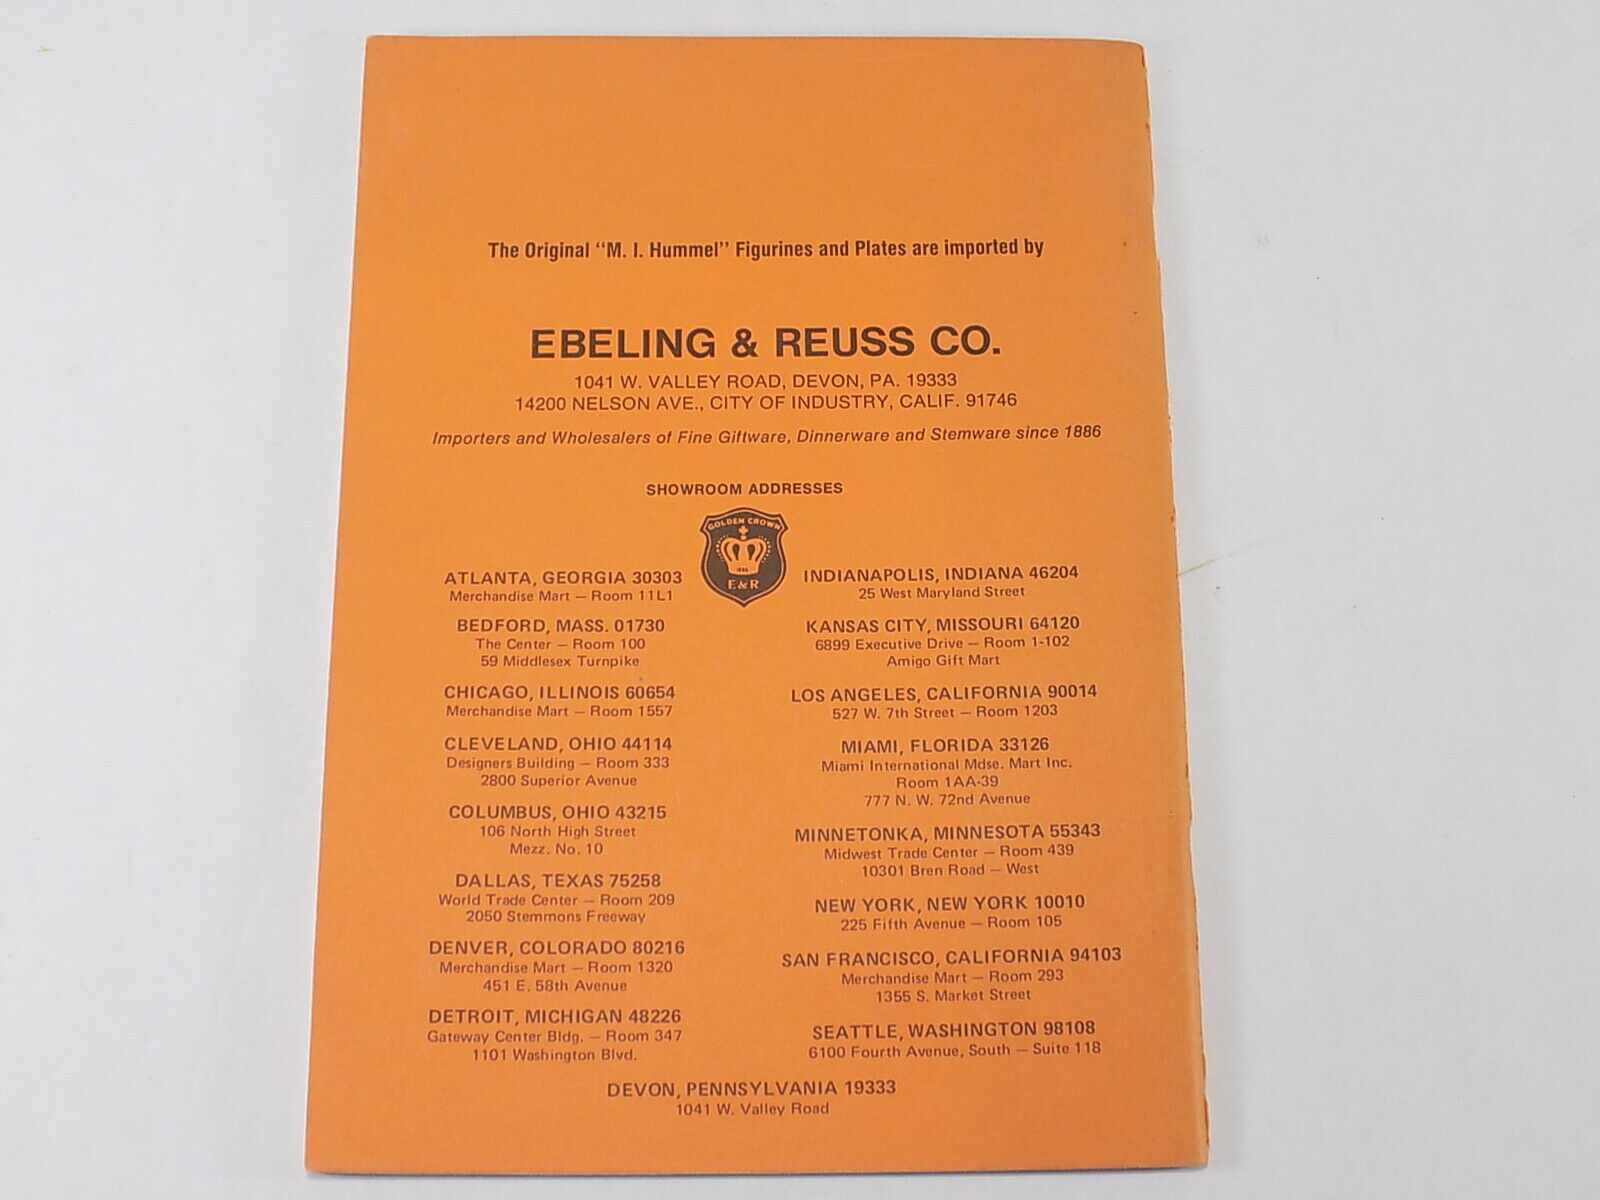 The Original "M. I. Hummel" Figurines and Plates are imported by
EBELING & REUSS CO.
1041 W. VALLEY ROAD, DEVON, PA. 19333
14200 NELSON AVE., CITY OF INDUSTRY, CALIF. 91746
Importers and Wholesalers of Fine Giftware, Dinnerware and Stemware since 1886
SHOWROOM ADDRESSES
GOLDEN CROWN
1886
E & R
ATLANTA, GEORGIA 30303
Merchandise Mart — Room 11L1
BEDFORD, MASS. 01730
The Center — Room 100
59 Middlesex Turnpike
CHICAGO, ILLINOIS 60654
Merchandise Mart — Room 1557
CLEVELAND, OHIO 44114
Designers Building — Room 333
2800 Superior Avenue
COLUMBUS, OHIO 43215
106 North High Street
Mezz. No. 10
DALLAS, TEXAS 75258
World Trade Center — Room 209
2050 Stemmons Freeway
DENVER, COLORADO 80216
Merchandise Mart — Room 1320
451 E. 58th Avenue
DETROIT, MICHIGAN 48226
Gateway Center Bldg. — Room 347
1101 Washington Blvd.
INDIANAPOLIS, INDIANA 46204
25 West Maryland Street
KANSAS CITY, MISSOURI 64120
6899 Executive Drive — Room 1-102
Amigo Gift Mart
LOS ANGELES, CALIFORNIA 90014
527 W. 7th Street — Room 1203
MIAMI, FLORIDA 33126
Miami International Mdse. Mart Inc.
Room 1AA-39
777 N. W. 72nd Avenue
MINNETONKA, MINNESOTA 55343
Midwest Trade Center — Room 439
10301 Bren Road — West
NEW YORK, NEW YORK 10010
225 Fifth Avenue — Room 105
SAN FRANCISCO, CALIFORNIA 94103
Merchandise Mart — Room 293
1355 S. Market Street
SEATTLE, WASHINGTON 98108
6100 Fourth Avenue, South — Suite 118
DEVON, PENNSYLVANIA 19333
1041 W. Valley Road